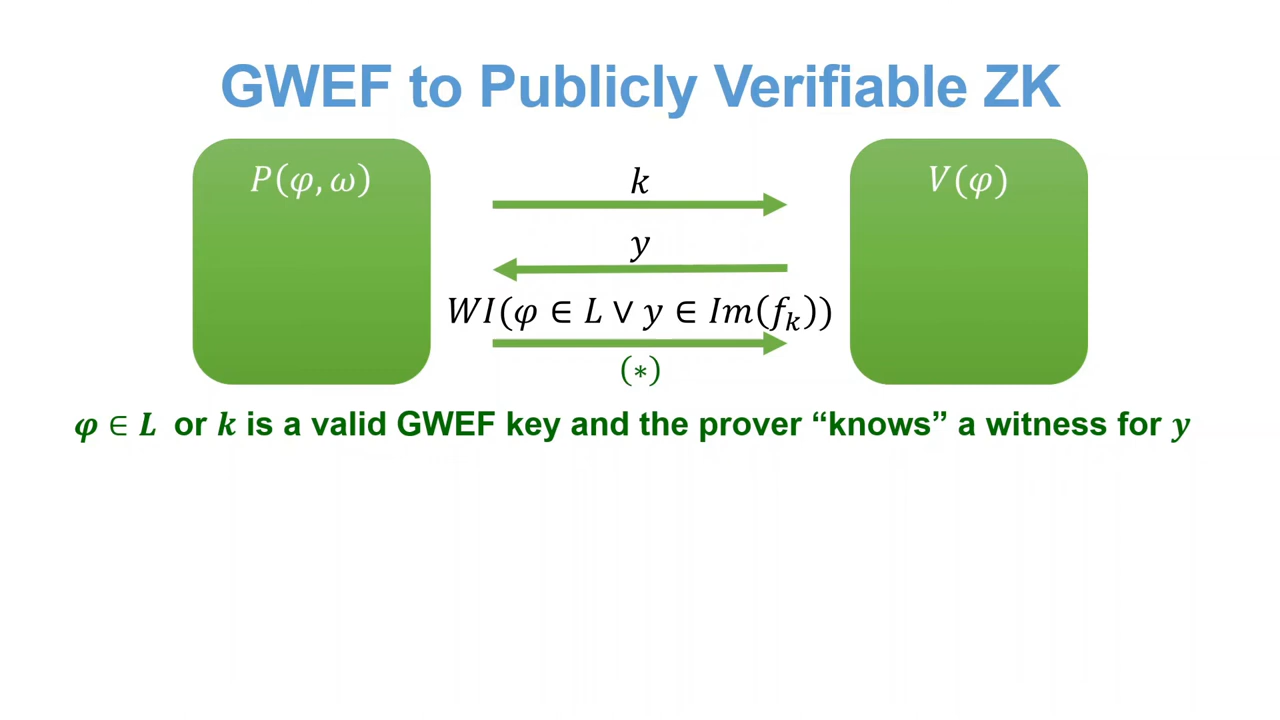 GWEF to Publicly Verifiable ZK
P(φ, ω)
k
V(φ)
y
WI(φ ∈ L ∨ y ∈ Im(f_k))
(∗)
φ ∈ L or k is a valid GWEF key and the prover “knows” a witness for y